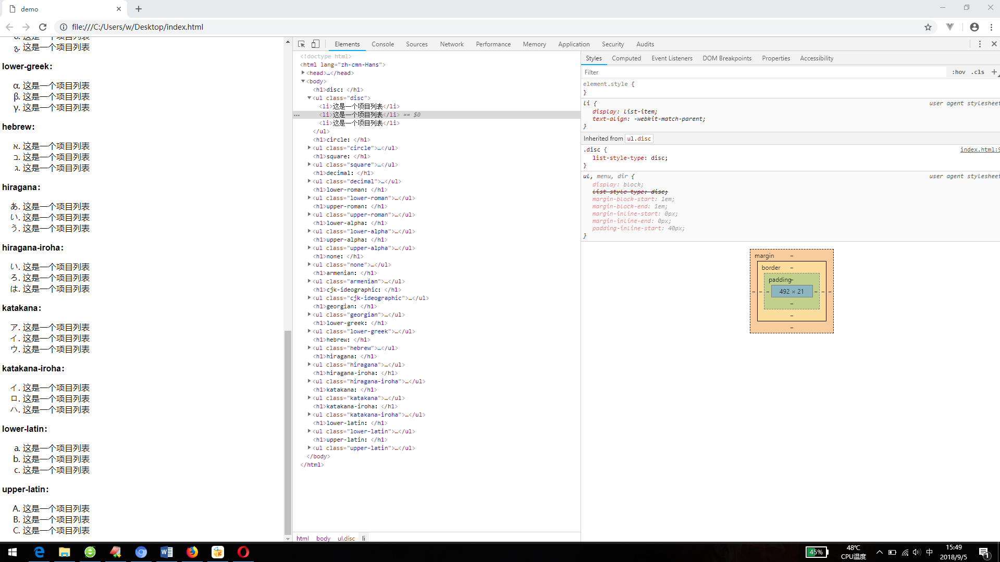 demo
file:///C:/Users/w/Desktop/index.html
这是一个项目列表
这是一个项目列表
lower-greek:
α. 这是一个项目列表
β. 这是一个项目列表
γ. 这是一个项目列表
hebrew:
א. 这是一个项目列表
ב. 这是一个项目列表
ג. 这是一个项目列表
hiragana:
あ. 这是一个项目列表
い. 这是一个项目列表
う. 这是一个项目列表
hiragana-iroha:
い. 这是一个项目列表
ろ. 这是一个项目列表
は. 这是一个项目列表
katakana:
ア. 这是一个项目列表
イ. 这是一个项目列表
ウ. 这是一个项目列表
katakana-iroha:
イ. 这是一个项目列表
ロ. 这是一个项目列表
ハ. 这是一个项目列表
lower-latin:
a. 这是一个项目列表
b. 这是一个项目列表
c. 这是一个项目列表
upper-latin:
A. 这是一个项目列表
B. 这是一个项目列表
C. 这是一个项目列表
Elements Console Sources Network Performance Memory Application Security Audits
<!doctype html>
<html lang="zh-cmn-Hans">
<head>…</head>
<body>
<h1>disc: </h1>
<ul class="disc">
<li>这是一个项目列表</li>
<li>这是一个项目列表</li> == $0
<li>这是一个项目列表</li>
</ul>
<h1>circle: </h1>
<ul class="circle">…</ul>
<h1>square: </h1>
<ul class="square">…</ul>
<h1>decimal: </h1>
<ul class="decimal">…</ul>
<h1>lower-roman: </h1>
<ul class="lower-roman">…</ul>
<h1>upper-roman: </h1>
<ul class="upper-roman">…</ul>
<h1>lower-alpha: </h1>
<ul class="lower-alpha">…</ul>
<h1>upper-alpha: </h1>
<ul class="upper-alpha">…</ul>
<h1>none: </h1>
<ul class="none">…</ul>
<h1>armenian: </h1>
<ul class="armenian">…</ul>
<h1>cjk-ideographic: </h1>
<ul class="cjk-ideographic">…</ul>
<h1>georgian: </h1>
<ul class="georgian">…</ul>
<h1>lower-greek: </h1>
<ul class="lower-greek">…</ul>
<h1>hebrew: </h1>
<ul class="hebrew">…</ul>
<h1>hiragana: </h1>
<ul class="hiragana">…</ul>
<h1>hiragana-iroha: </h1>
<ul class="hiragana-iroha">…</ul>
<h1>katakana: </h1>
<ul class="katakana">…</ul>
<h1>katakana-iroha: </h1>
<ul class="katakana-iroha">…</ul>
<h1>lower-latin: </h1>
<ul class="lower-latin">…</ul>
<h1>upper-latin: </h1>
<ul class="upper-latin">…</ul>
</body>
</html>
html body ul.disc li
Styles Computed Event Listeners DOM Breakpoints Properties Accessibility
Filter :hov .cls +
element.style {
}
li { user agent stylesheet
display: list-item;
text-align: -webkit-match-parent;
}
Inherited from ul.disc
.disc { index.html:9
list-style-type: disc;
}
ul, menu, dir { user agent stylesheet
display: block;
list-style-type: disc;
margin-block-start: 1em;
margin-block-end: 1em;
margin-inline-start: 0px;
margin-inline-end: 0px;
padding-inline-start: 40px;
}
margin –
border –
padding –
– – – 492 × 21 – – –
–
–
–
45% 48℃ 中 15:49
CPU温度 2018/9/5 1